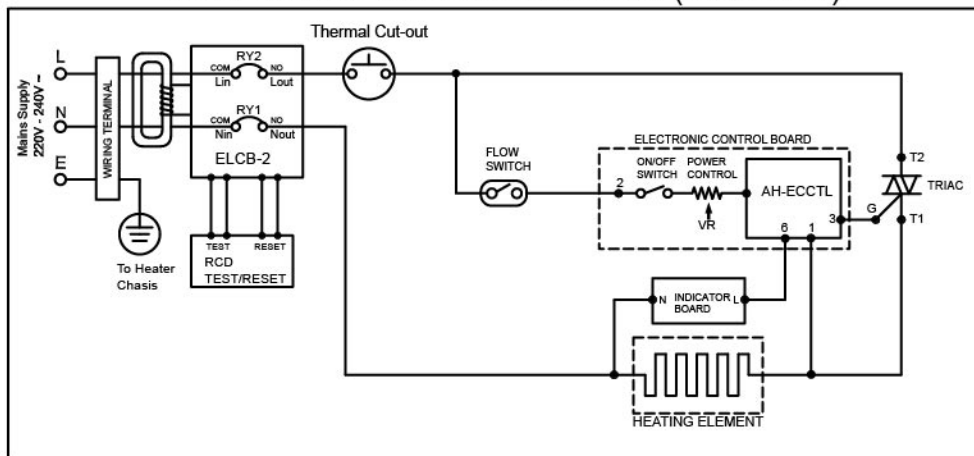 Thermal Cut-out
Mains Supply
220V - 240V ~
L
N
E
WIRING TERMINAL
RY2
COM
NO
Lin
Lout
RY1
COM
NO
Nin
Nout
ELCB-2
TEST
RESET
RCD
TEST/RESET
To Heater
Chasis
FLOW
SWITCH
ELECTRONIC CONTROL BOARD
ON/OFF
SWITCH
POWER
CONTROL
2
VR
AH-ECCTL
3
6
1
G
T2
TRIAC
T1
N
INDICATOR
BOARD
L
HEATING ELEMENT